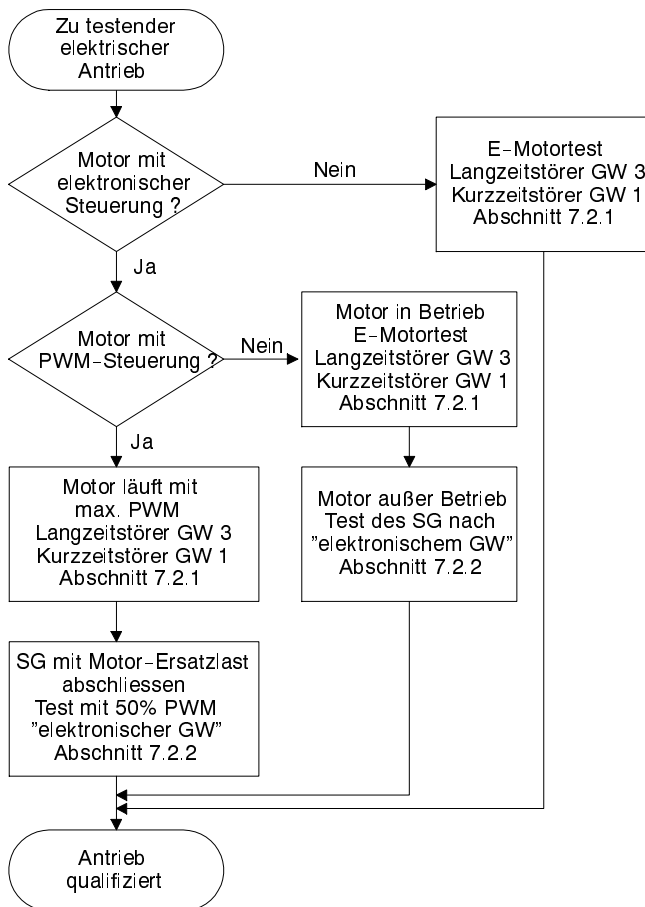 Zu testender
elektrischer
Antrieb
Motor mit
elektronischer
Steuerung ?
Nein
E-Motortest
Langzeitstörer GW 3
Kurzzeitstörer GW 1
Abschnitt 7.2.1
Ja
Motor mit
PWM-Steuerung ?
Nein
Motor in Betrieb
E-Motortest
Langzeitstörer GW 3
Kurzzeitstörer GW 1
Abschnitt 7.2.1
Ja
Motor läuft mit
max. PWM
Langzeitstörer GW 3
Kurzzeitstörer GW 1
Abschnitt 7.2.1
Motor außer Betrieb
Test des SG nach
"elektronischem GW"
Abschnitt 7.2.2
SG mit Motor-Ersatzlast
abschliessen
Test mit 50% PWM
"elektronischer GW"
Abschnitt 7.2.2
Antrieb
qualifiziert